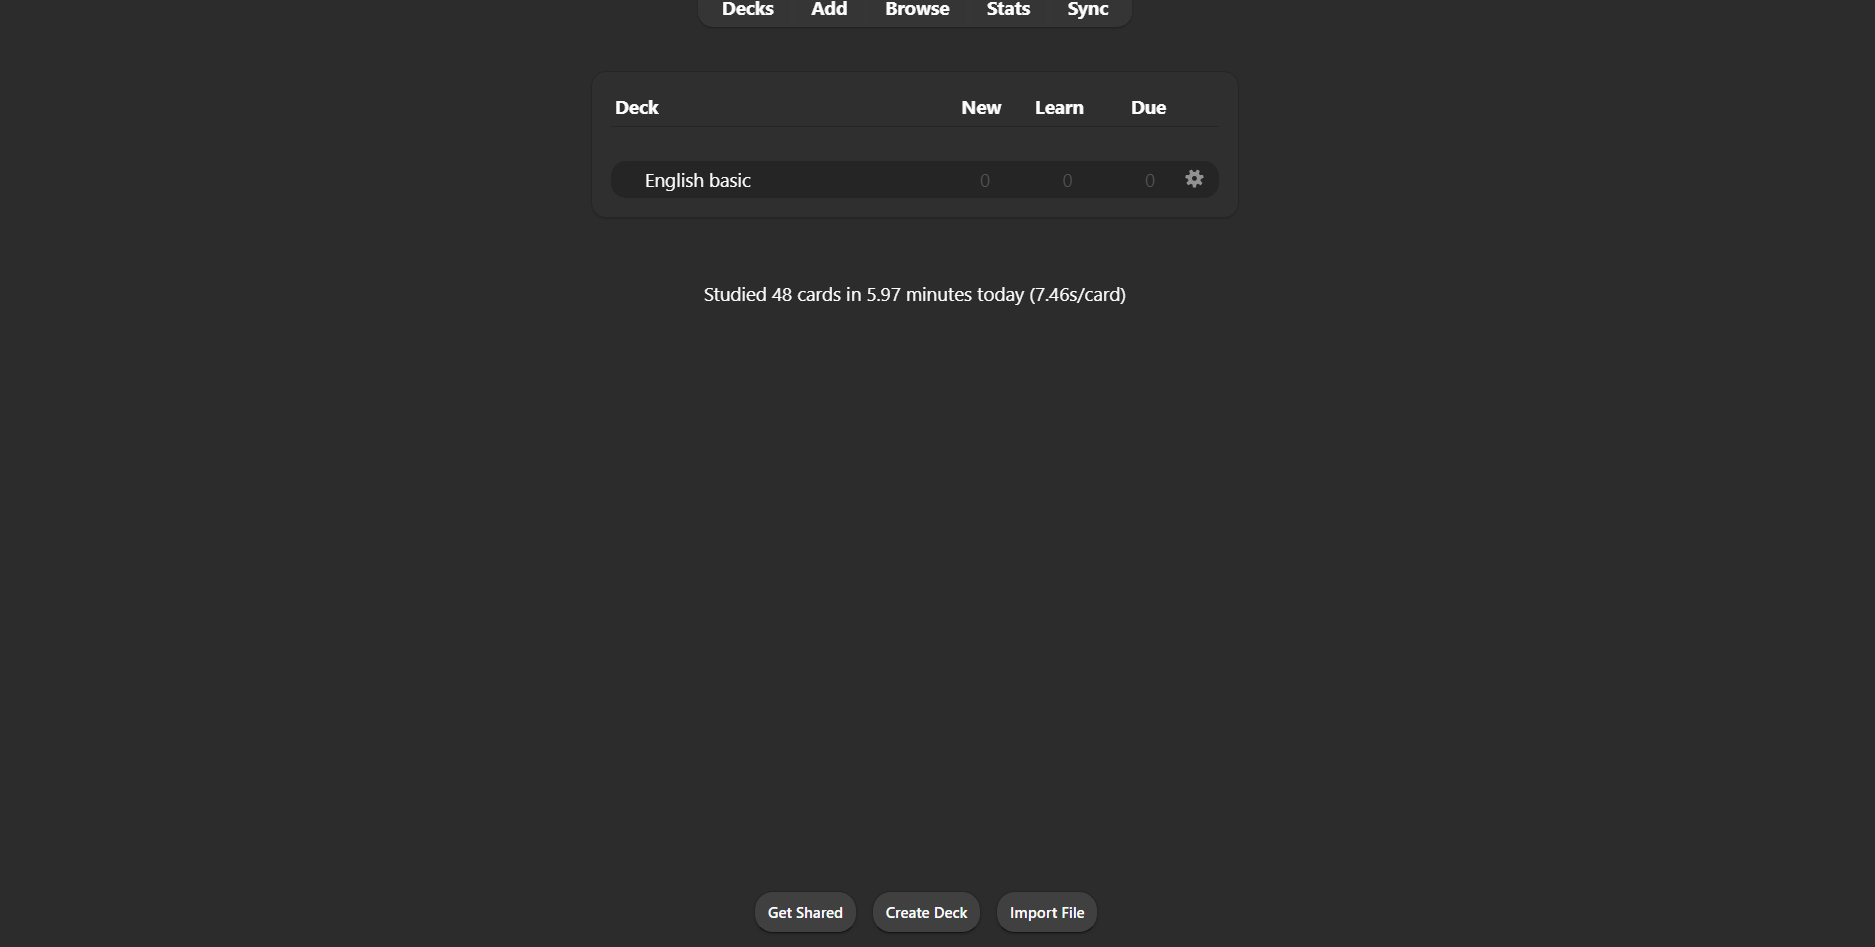 Decks Add Browse Stats Sync
Deck New Learn Due
English basic 0 0 0
Studied 48 cards in 5.97 minutes today (7.46s/card)
Get Shared Create Deck Import File